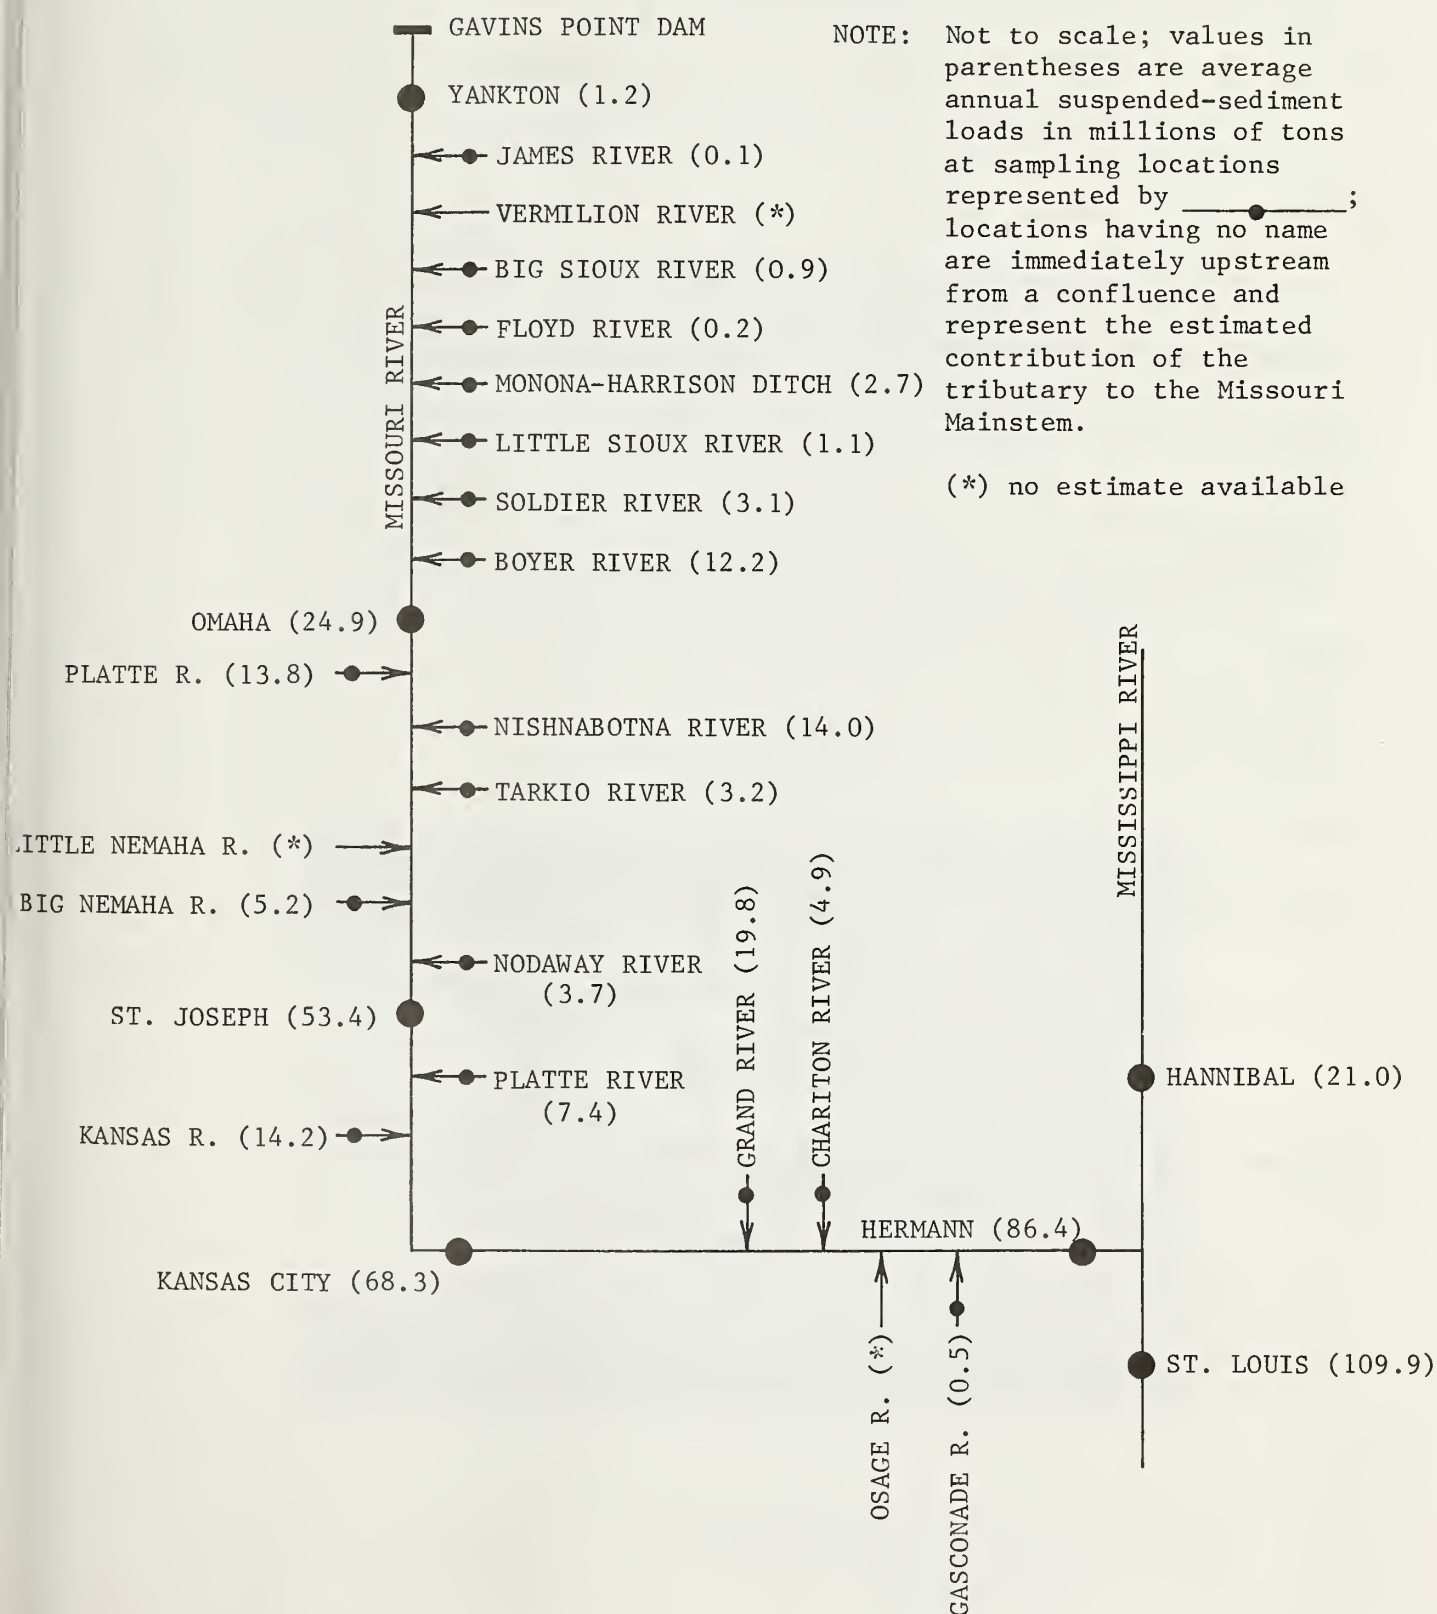 GAVINS POINT DAM
NOTE: Not to scale; values in
parentheses are average
annual suspended-sediment
loads in millions of tons
at sampling locations
represented by ;
locations having no name
are immediately upstream
from a confluence and
represent the estimated
contribution of the
tributary to the Missouri
Mainstem.
(*) no estimate available
YANKTON (1.2)
JAMES RIVER (0.1)
VERMILION RIVER (*)
BIG SIOUX RIVER (0.9)
FLOYD RIVER (0.2)
MISSOURI RIVER
MONONA-HARRISON DITCH (2.7)
LITTLE SIOUX RIVER (1.1)
SOLDIER RIVER (3.1)
BOYER RIVER (12.2)
OMAHA (24.9)
PLATTE R. (13.8)
NISHNABOTNA RIVER (14.0)
TARKIO RIVER (3.2)
ITTLE NEMAHA R. (*)
BIG NEMAHA R. (5.2)
NODAWAY RIVER
(3.7)
ST. JOSEPH (53.4)
PLATTE RIVER
(7.4)
KANSAS R. (14.2)
KANSAS CITY (68.3)
GRAND RIVER (19.8)
CHARITON RIVER (4.9)
HERMANN (86.4)
OSAGE R. (*)
GASCONADE R. (0.5)
MISSISSIPPI RIVER
HANNIBAL (21.0)
ST. LOUIS (109.9)